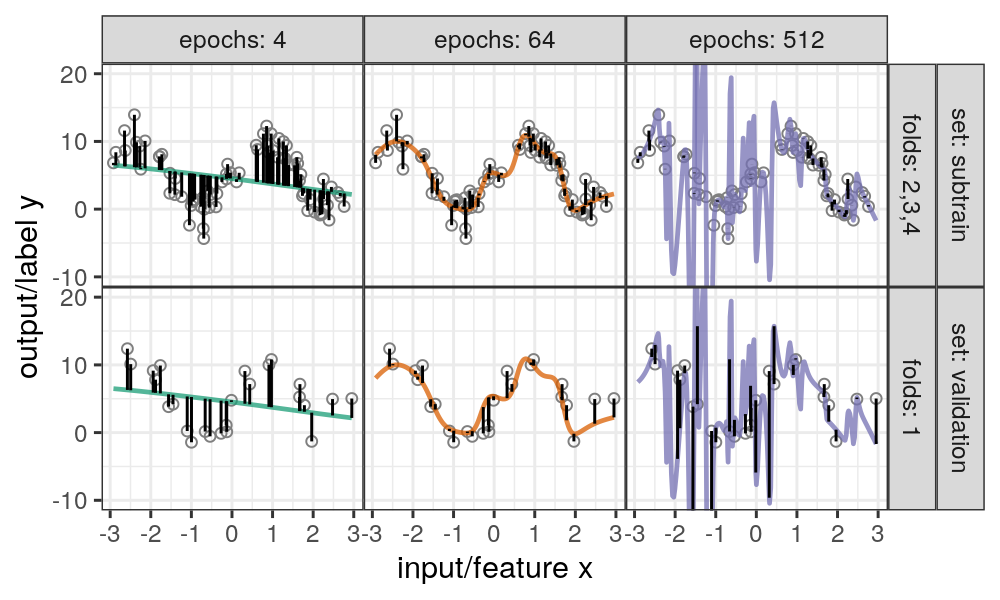 epochs: 4
epochs: 64
epochs: 512
output/label y
20
10
0
-10
folds: 2,3,4
set: subtrain
20
10
0
-10
folds: 1
set: validation
-3 -2 -1 0 1 2 3
-3 -2 -1 0 1 2 3
-3 -2 -1 0 1 2 3
input/feature x